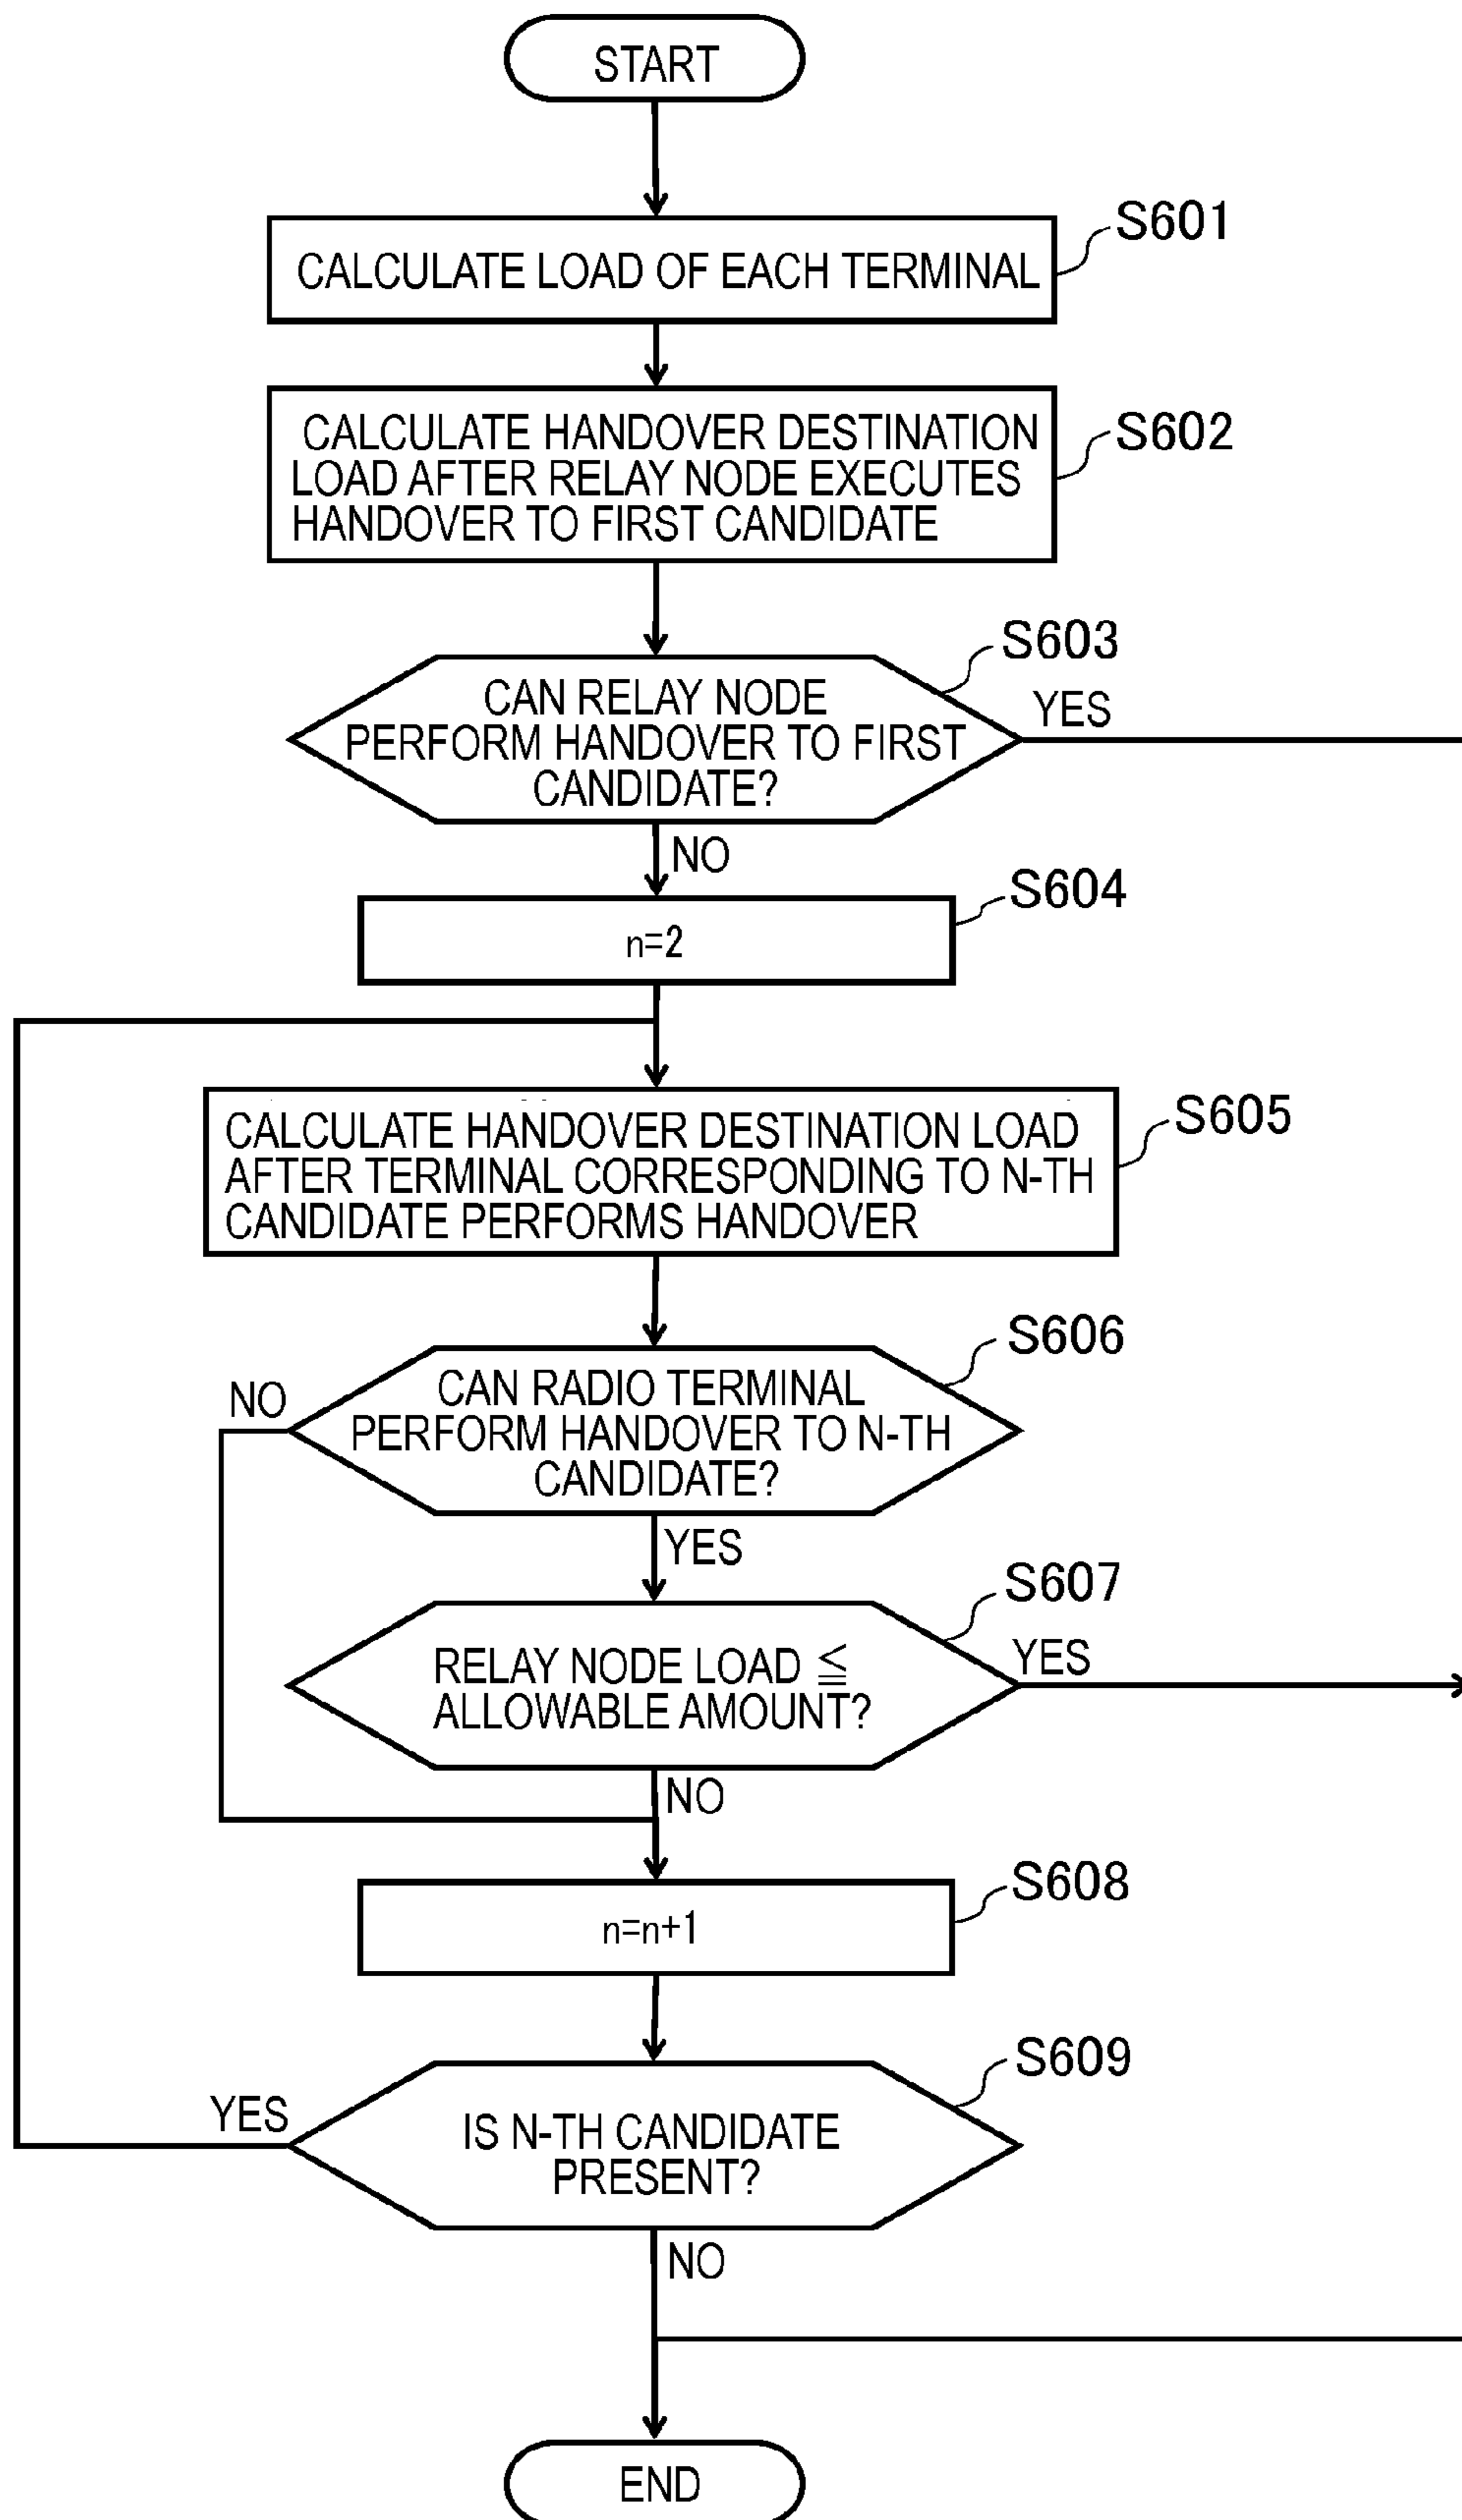 START
S601
CALCULATE LOAD OF EACH TERMINAL
S602
CALCULATE HANDOVER DESTINATION
LOAD AFTER RELAY NODE EXECUTES
HANDOVER TO FIRST CANDIDATE
S603
CAN RELAY NODE
PERFORM HANDOVER TO FIRST
CANDIDATE?
YES
NO
S604
n=2
S605
CALCULATE HANDOVER DESTINATION LOAD
AFTER TERMINAL CORRESPONDING TO N-TH
CANDIDATE PERFORMS HANDOVER
S606
NO
CAN RADIO TERMINAL
PERFORM HANDOVER TO N-TH
CANDIDATE?
YES
S607
RELAY NODE LOAD ≦
ALLOWABLE AMOUNT?
YES
NO
S608
n=n+1
S609
YES
IS N-TH CANDIDATE
PRESENT?
NO
END